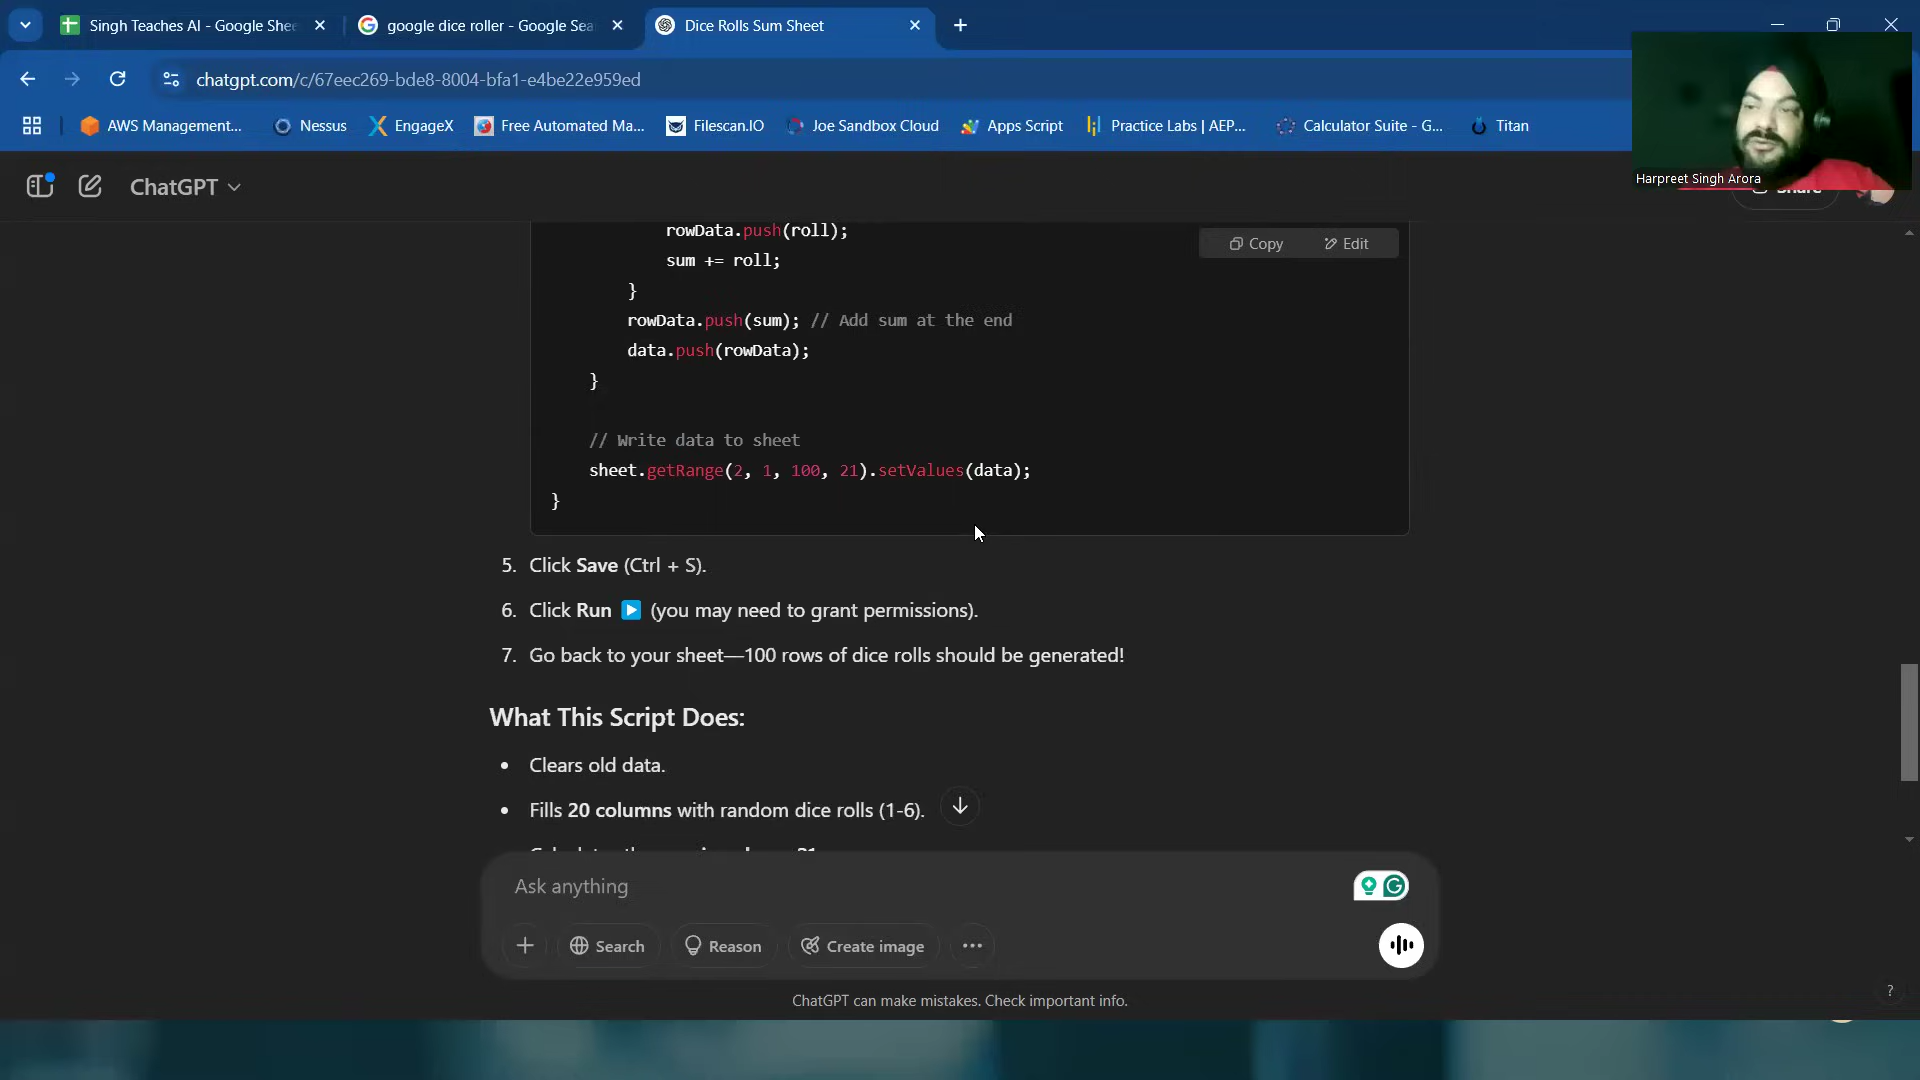 Singh Teaches AI - Google Shee
google dice roller - Google Sea
Dice Rolls Sum Sheet
chatgpt.com/c/67eec269-bde8-8004-bfa1-e4be22e959ed
AWS Management...
Nessus
EngageX
Free Automated Ma...
Filescan.IO
Joe Sandbox Cloud
Apps Script
Practice Labs | AEP...
Calculator Suite - G...
Titan
Harpreet Singh Arora
ChatGPT
Share
rowData.push(roll);
Copy
Edit
sum += roll;
}
rowData.push(sum); // Add sum at the end
data.push(rowData);
}
// Write data to sheet
sheet.getRange(2, 1, 100, 21).setValues(data);
}
5. Click Save (Ctrl + S).
6. Click Run ▶ (you may need to grant permissions).
7. Go back to your sheet—100 rows of dice rolls should be generated!
What This Script Does:
• Clears old data.
• Fills 20 columns with random dice rolls (1-6).
Ask anything
Search
Reason
Create image
ChatGPT can make mistakes. Check important info.
?